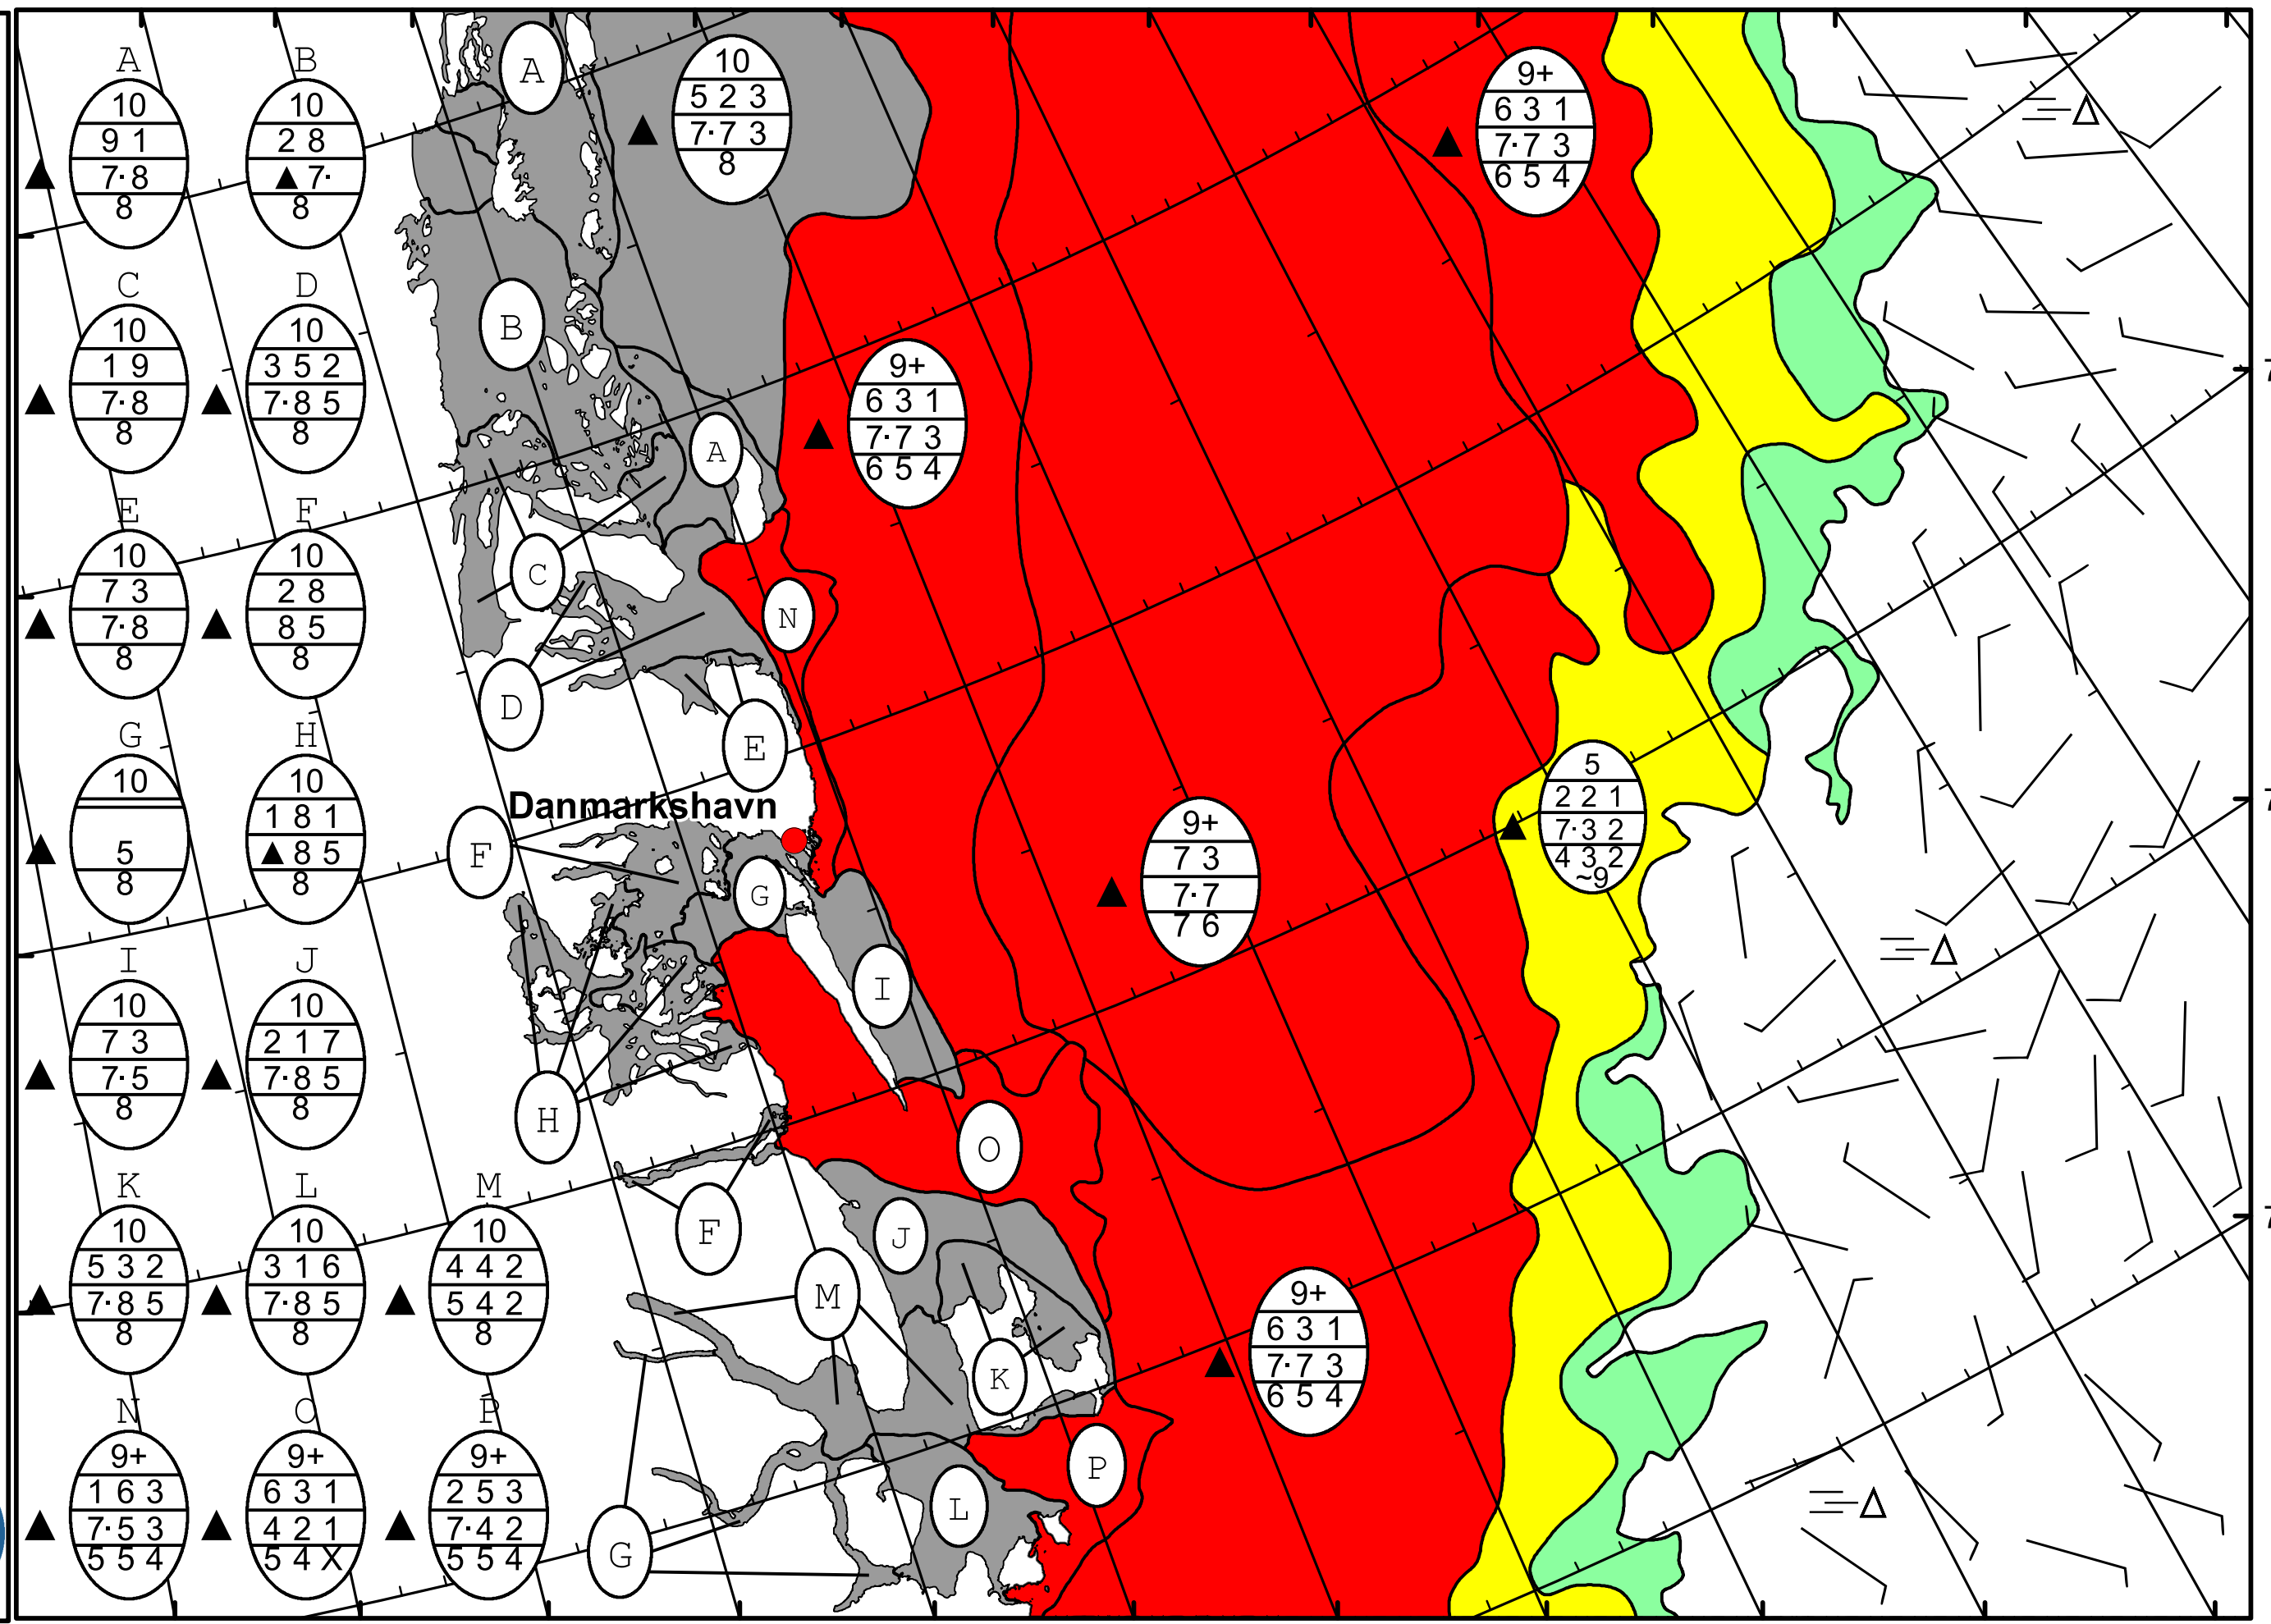 A
10
9 1
7· 8
8
B
10
2 8
▲ 7·
8
C
10
1 9
7· 8
8
D
10
3 5 2
7· 8 5
8
E
10
7 3
7· 8
8
F
10
2 8
8 5
8
G
10
5
8
H
10
1 8 1
▲ 8 5
8
I
10
7 3
7· 5
8
J
10
2 1 7
7· 8 5
8
K
10
5 3 2
7· 8 5
8
L
10
3 1 6
7· 8 5
8
M
10
4 4 2
5 4 2
8
N
9+
1 6 3
7· 5 3
5 5 4
O
9+
6 3 1
4 2 1
5 4 X
P
9+
2 5 3
7· 4 2
5 5 4
A
10
5 2 3
7· 7 3
8
9+
6 3 1
7· 7 3
6 5 4
B
9+
6 3 1
7· 7 3
6 5 4
A
C
N
D
E
Danmarkshavn
F
G
5
2 2 1
7· 3 2
4 3 2
~9
9+
7 3
7· 7
7 6
I
H
O
F
J
M
K
9+
6 3 1
7· 7 3
6 5 4
P
L
G
7
7
7